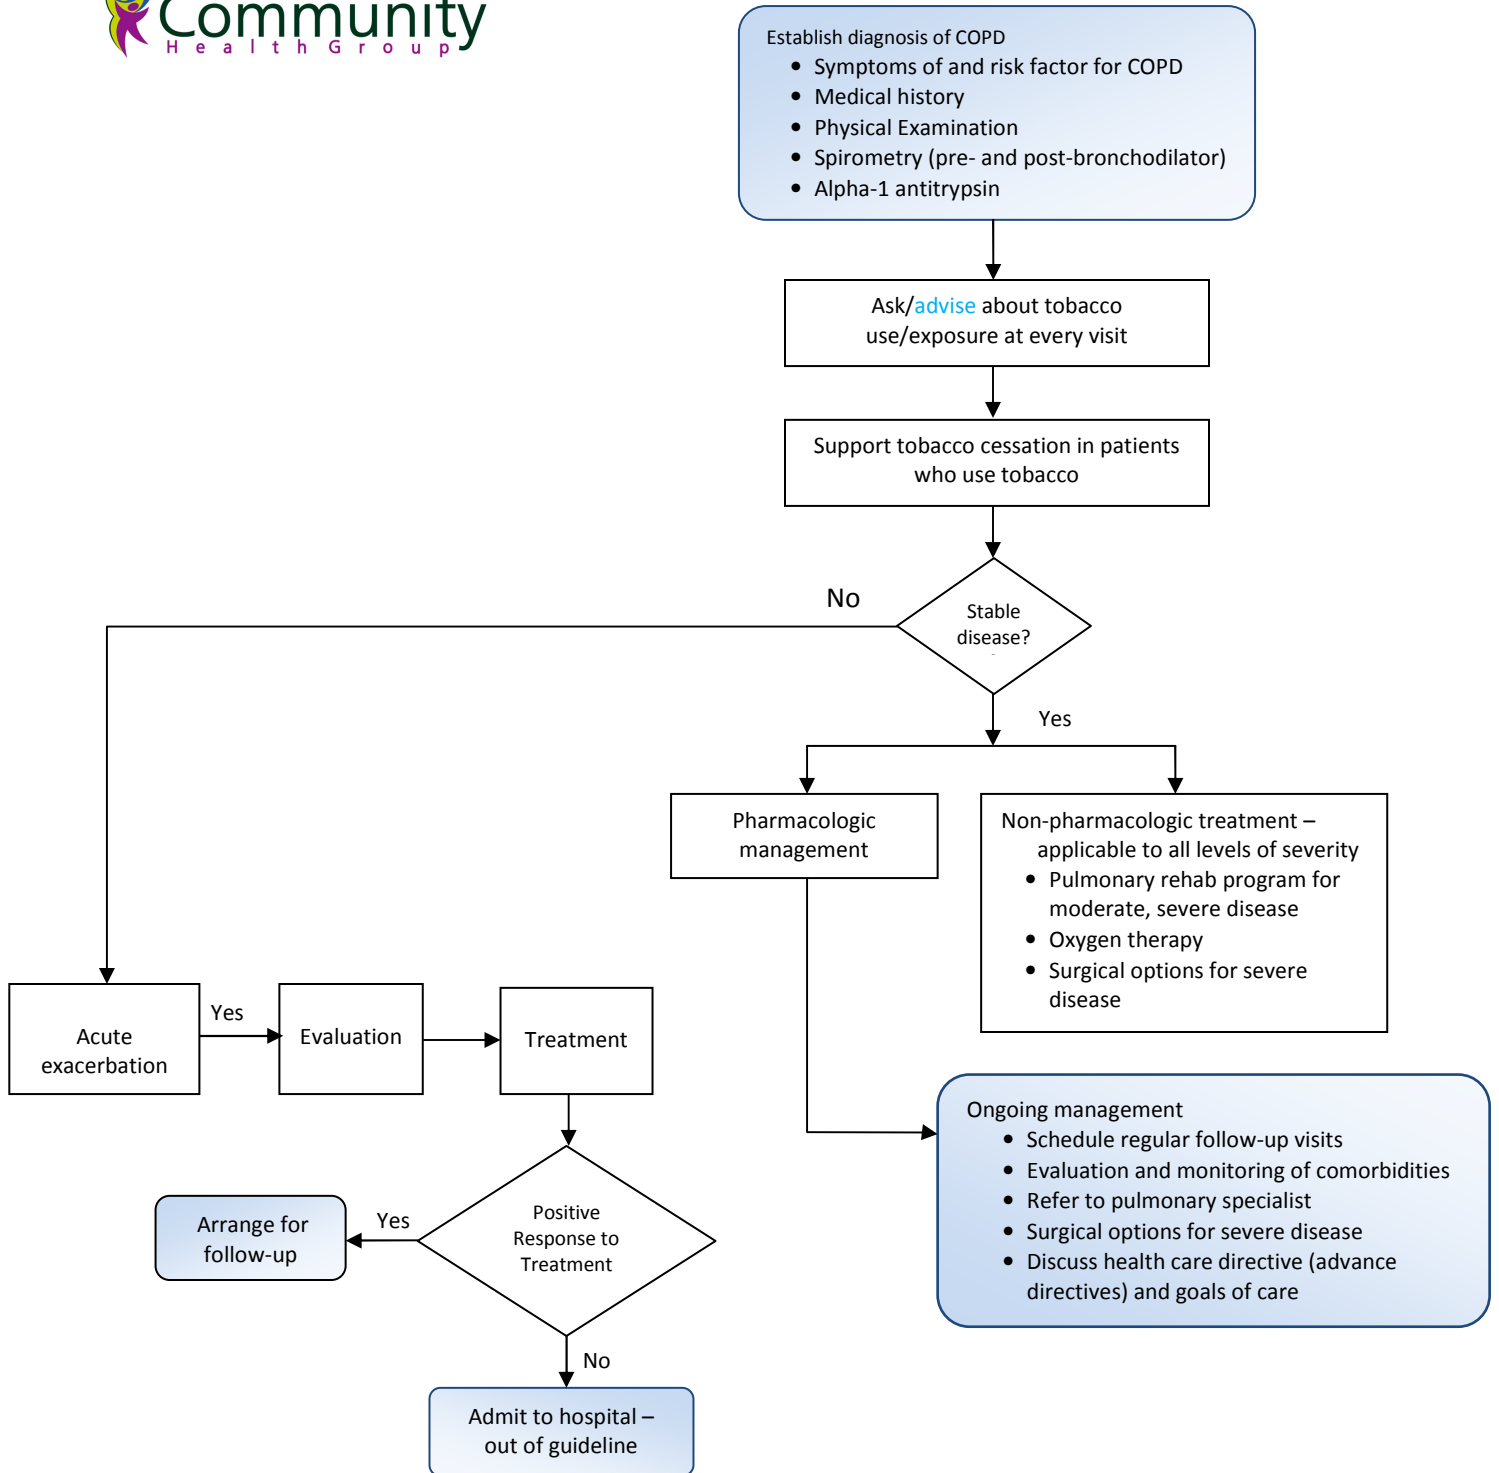 Community
Health Group
Establish diagnosis of COPD
• Symptoms of and risk factor for COPD
• Medical history
• Physical Examination
• Spirometry (pre- and post-bronchodilator)
• Alpha-1 antitrypsin
Ask/advise about tobacco
use/exposure at every visit
Support tobacco cessation in patients
who use tobacco
No
Stable
disease?
Yes
Pharmacologic
management
Non-pharmacologic treatment –
applicable to all levels of severity
• Pulmonary rehab program for
moderate, severe disease
• Oxygen therapy
• Surgical options for severe
disease
Acute
exacerbation
Yes
Evaluation
Treatment
Ongoing management
• Schedule regular follow-up visits
• Evaluation and monitoring of comorbidities
• Refer to pulmonary specialist
• Surgical options for severe disease
• Discuss health care directive (advance
directives) and goals of care
Positive
Response to
Treatment
Yes
Arrange for
follow-up
No
Admit to hospital –
out of guideline